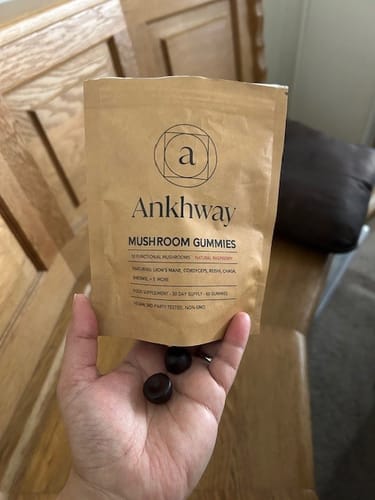 a
Ankhway
MUSHROOM GUMMIES
10 FUNCTIONAL MUSHROOMS NATURAL RASPBERRY
FEATURING: LION'S MANE, CORDYCEPS, REISHI, CHAGA,
SHIITAKE, + 5 MORE
FOOD SUPPLEMENT - 30 DAY SUPPLY - 60 GUMMIES
VEGAN, 3RD PARTY TESTED, NON-GMO